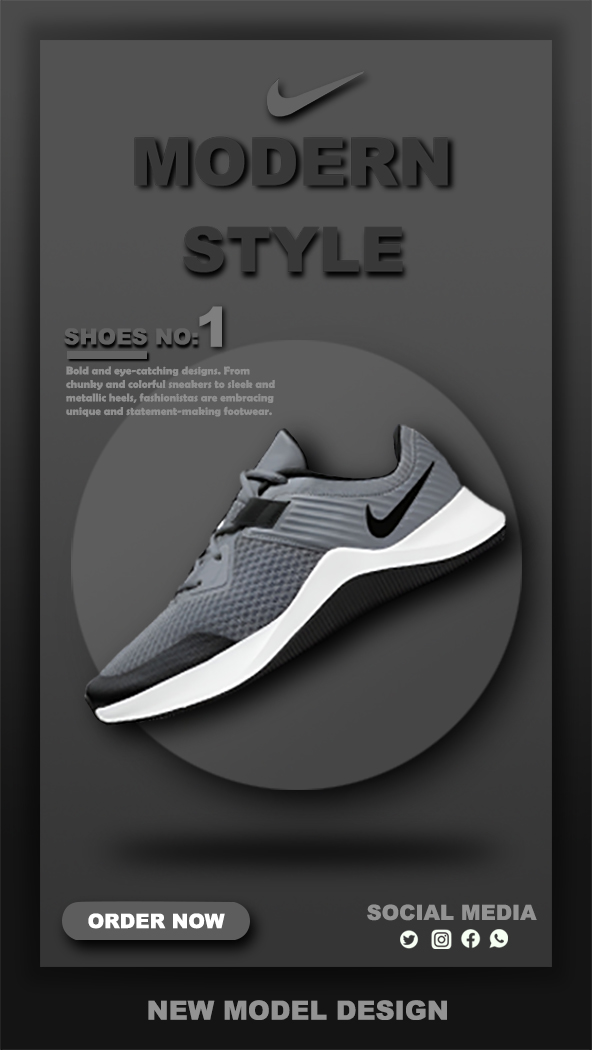 MODERN
STYLE
SHOES NO:1
Bold and eye-catching designs. From
chunky and colorful sneakers to sleek and
metallic heels, fashionistas are embracing
unique and statement-making footwear.
ORDER NOW
SOCIAL MEDIA
NEW MODEL DESIGN